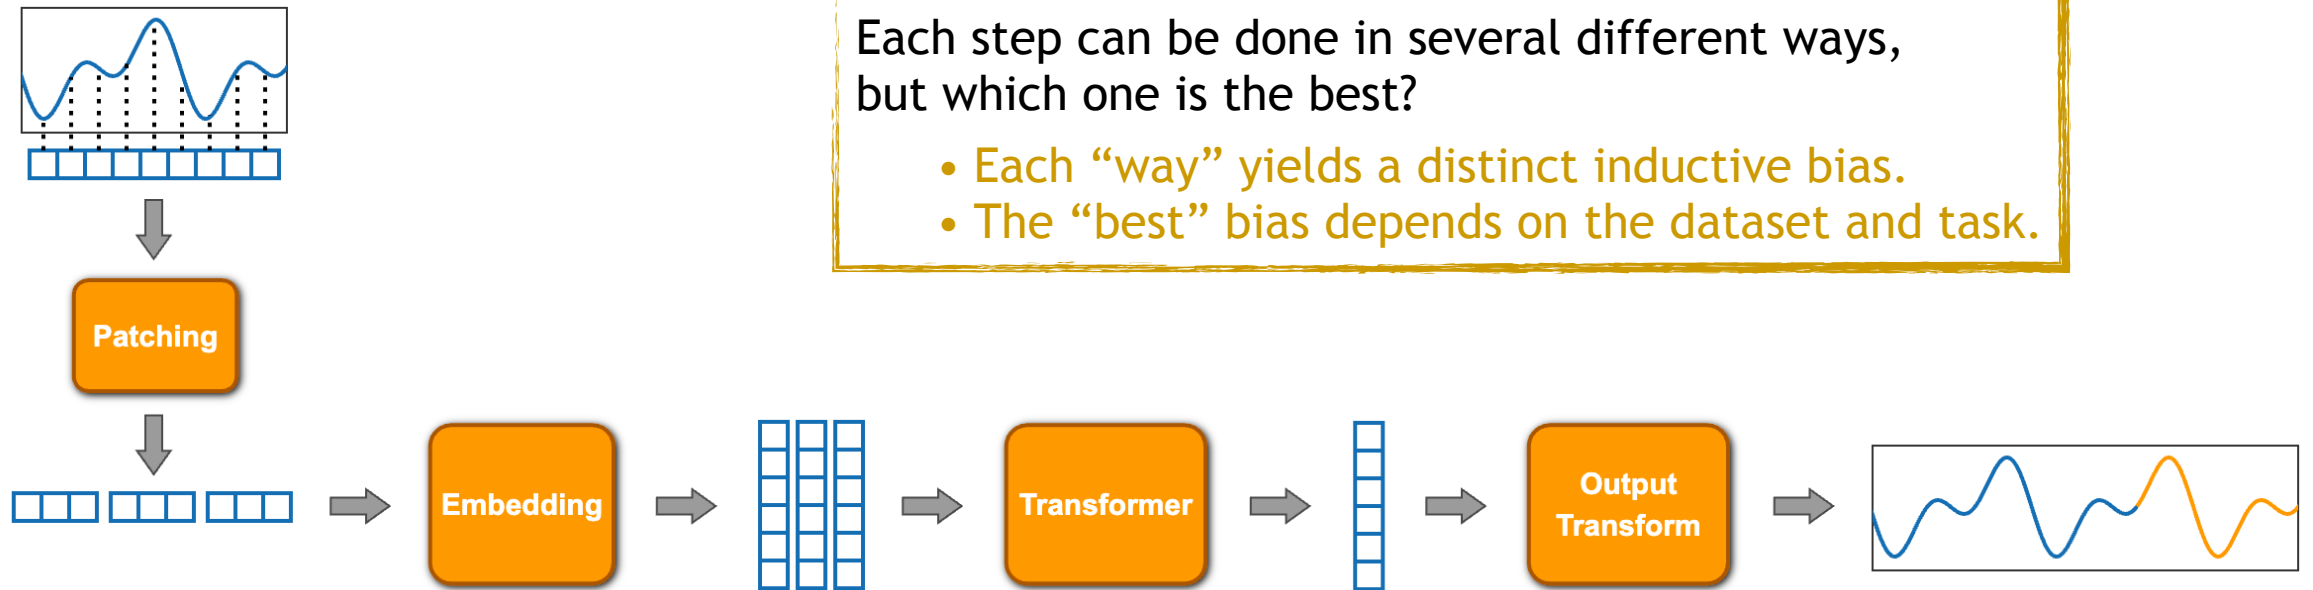 Each step can be done in several different ways,
but which one is the best?
• Each “way” yields a distinct inductive bias.
• The “best” bias depends on the dataset and task.
Patching
Embedding
Transformer
Output
Transform